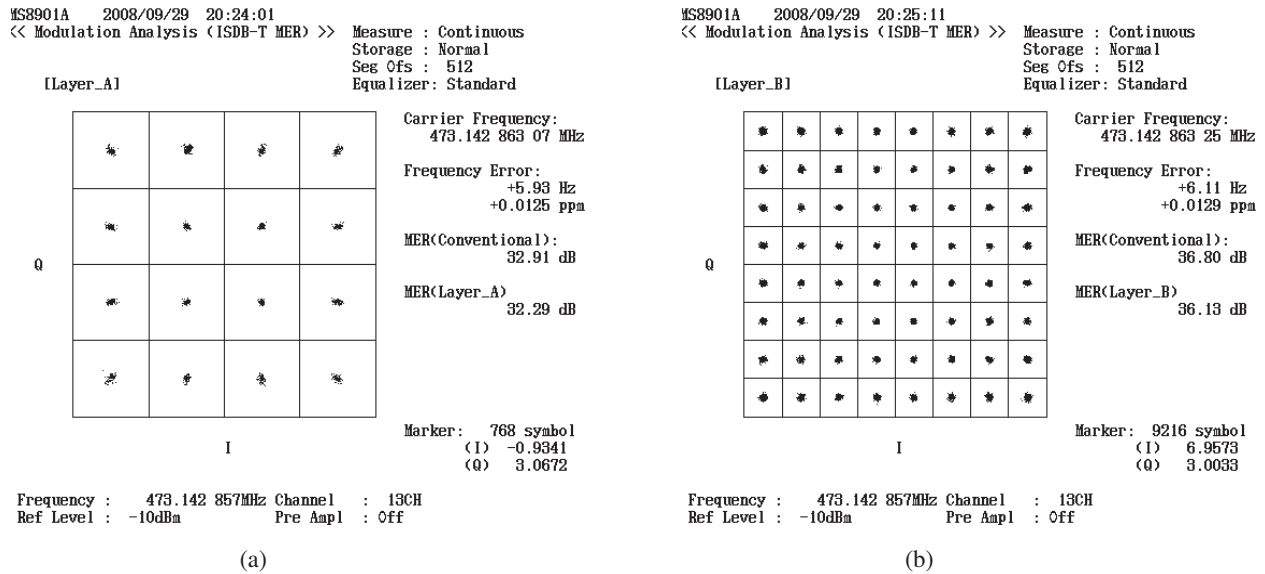 MS8901A 2008/09/29 20:24:01
<< Modulation Analysis (ISDB-T MER) >> Measure : Continuous
Storage : Normal
Seg Ofs : 512
[Layer_A] Equalizer: Standard
Carrier Frequency:
473.142 863 07 MHz
Frequency Error:
+5.93 Hz
+0.0125 ppm
MER(Conventional):
32.91 dB
Q
MER(Layer_A)
32.29 dB
Marker: 768 symbol
I (I) -0.9341
(Q) 3.0672
Frequency : 473.142 857MHz Channel : 13CH
Ref Level : -10dBm Pre Ampl : Off
(a)
MS8901A 2008/09/29 20:25:11
<< Modulation Analysis (ISDB-T MER) >> Measure : Continuous
Storage : Normal
Seg Ofs : 512
[Layer_B] Equalizer: Standard
Carrier Frequency:
473.142 863 25 MHz
Frequency Error:
+6.11 Hz
+0.0129 ppm
MER(Conventional):
36.80 dB
Q
MER(Layer_B)
36.13 dB
Marker: 9216 symbol
I (I) 6.9573
(Q) 3.0033
Frequency : 473.142 857MHz Channel : 13CH
Ref Level : -10dBm Pre Ampl : Off
(b)